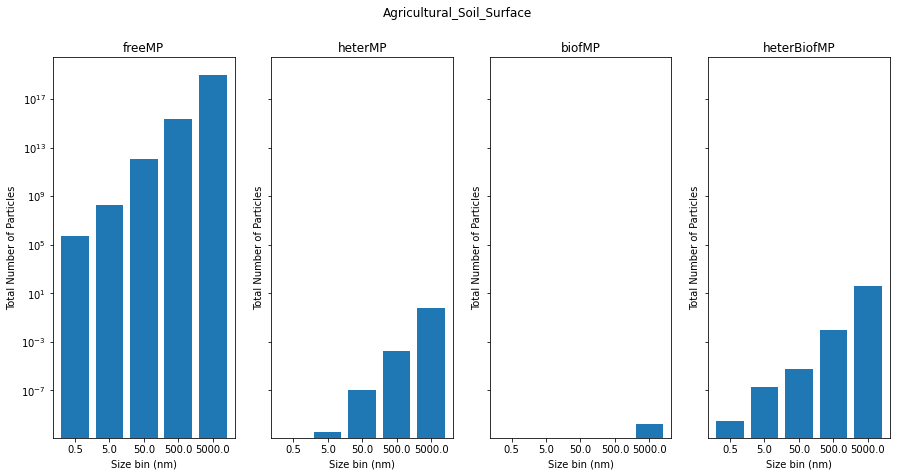 Agricultural_Soil_Surface
freeMP
heterMP
biofMP
heterBiofMP
Total Number of Particles
10^17
10^13
10^9
10^5
10^1
10^−3
10^−7
0.5 5.0 50.0 500.0 5000.0
Size bin (nm)
Total Number of Particles
0.5 5.0 50.0 500.0 5000.0
Size bin (nm)
Total Number of Particles
0.5 5.0 50.0 500.0 5000.0
Size bin (nm)
Total Number of Particles
0.5 5.0 50.0 500.0 5000.0
Size bin (nm)